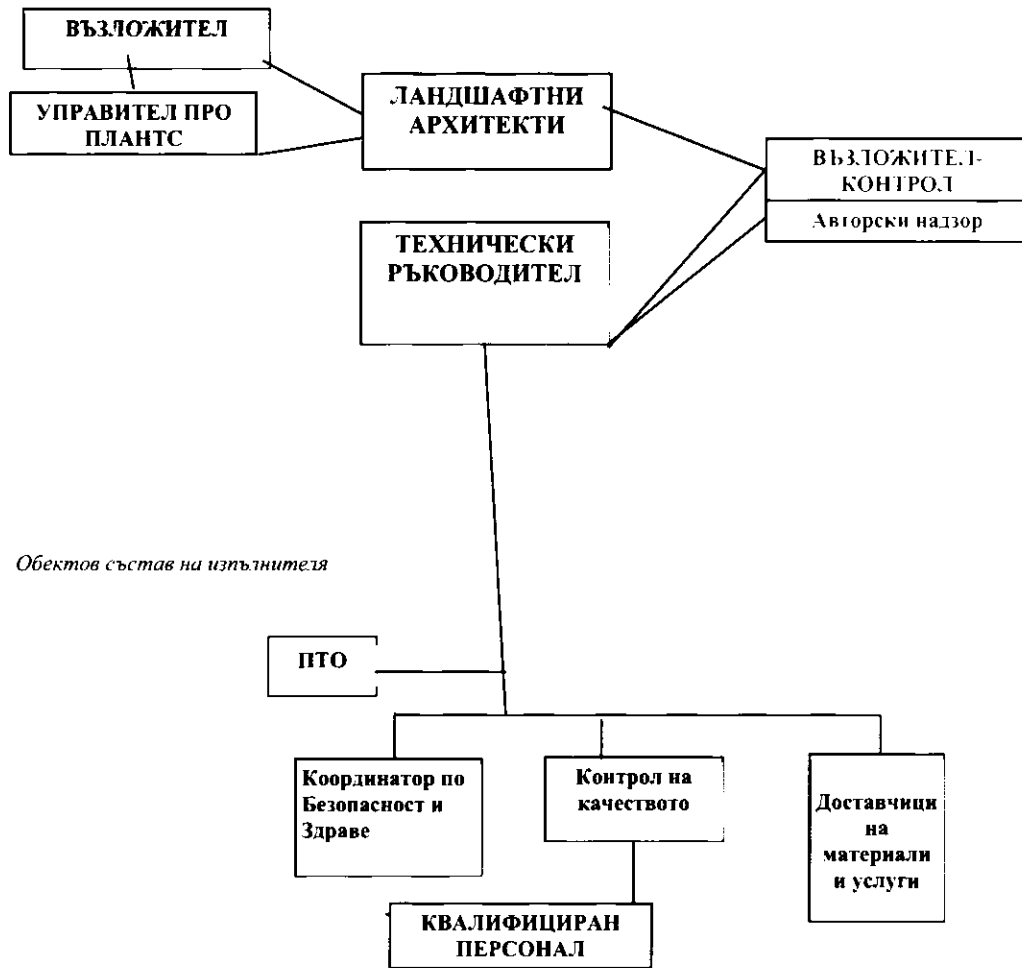 ВЪЗЛОЖИТЕЛ
УПРАВИТЕЛ ПРО
ПЛАНТС
ЛАНДШАФТНИ
АРХИТЕКТИ
ВЪЗЛОЖИТЕЛ-
КОНТРОЛ
Авторски надзор
ТЕХНИЧЕСКИ
РЪКОВОДИТЕЛ
Обектов състав на изпълнителя
ПТО
Координатор по
Безопасност и
Здраве
Контрол на
качеството
Доставчици
на
материали
и услуги
КВАЛИФИЦИРАН
ПЕРСОНАЛ